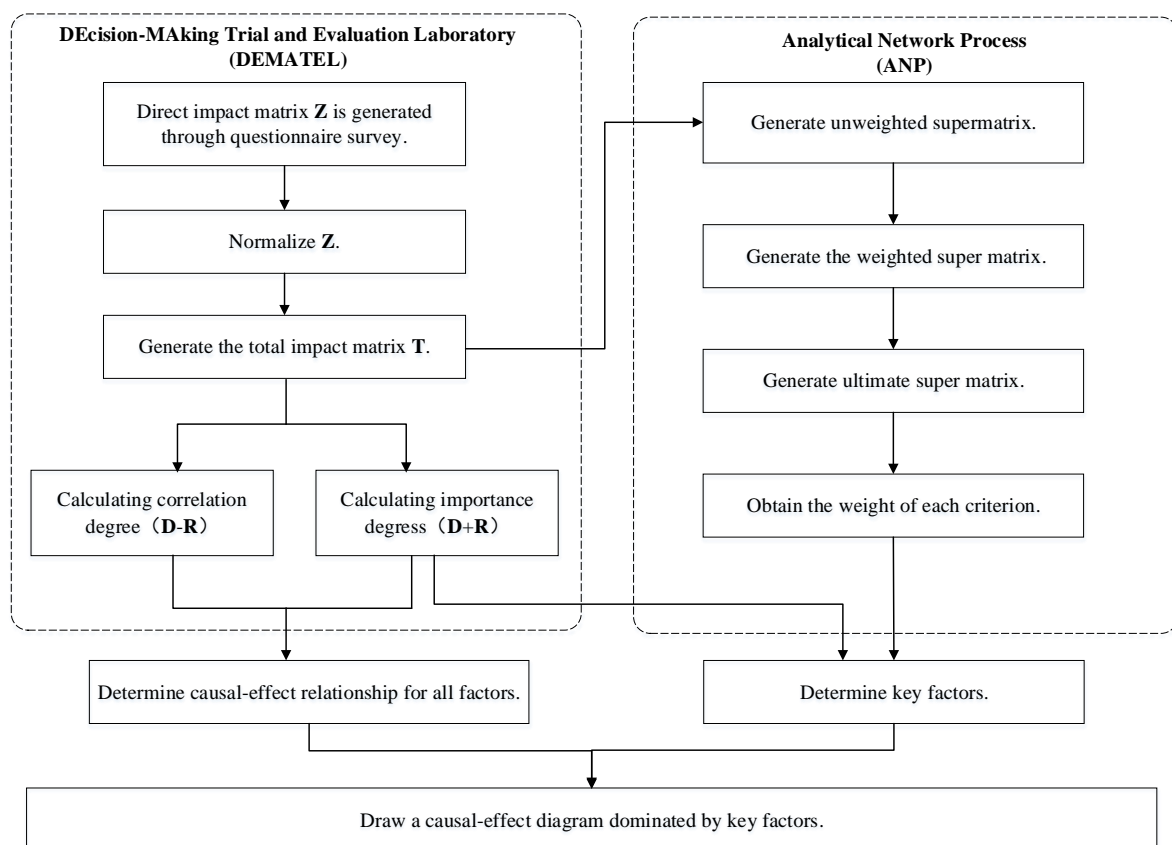 DEcision-MAking Trial and Evaluation Laboratory
(DEMATEL)
Direct impact matrix Z is generated
through questionnaire survey.
Normalize Z.
Generate the total impact matrix T.
Calculating correlation
degree（D-R）
Calculating importance
degress（D+R）
Analytical Network Process
(ANP)
Generate unweighted supermatrix.
Generate the weighted super matrix.
Generate ultimate super matrix.
Obtain the weight of each criterion.
Determine causal-effect relationship for all factors.
Determine key factors.
Draw a causal-effect diagram dominated by key factors.